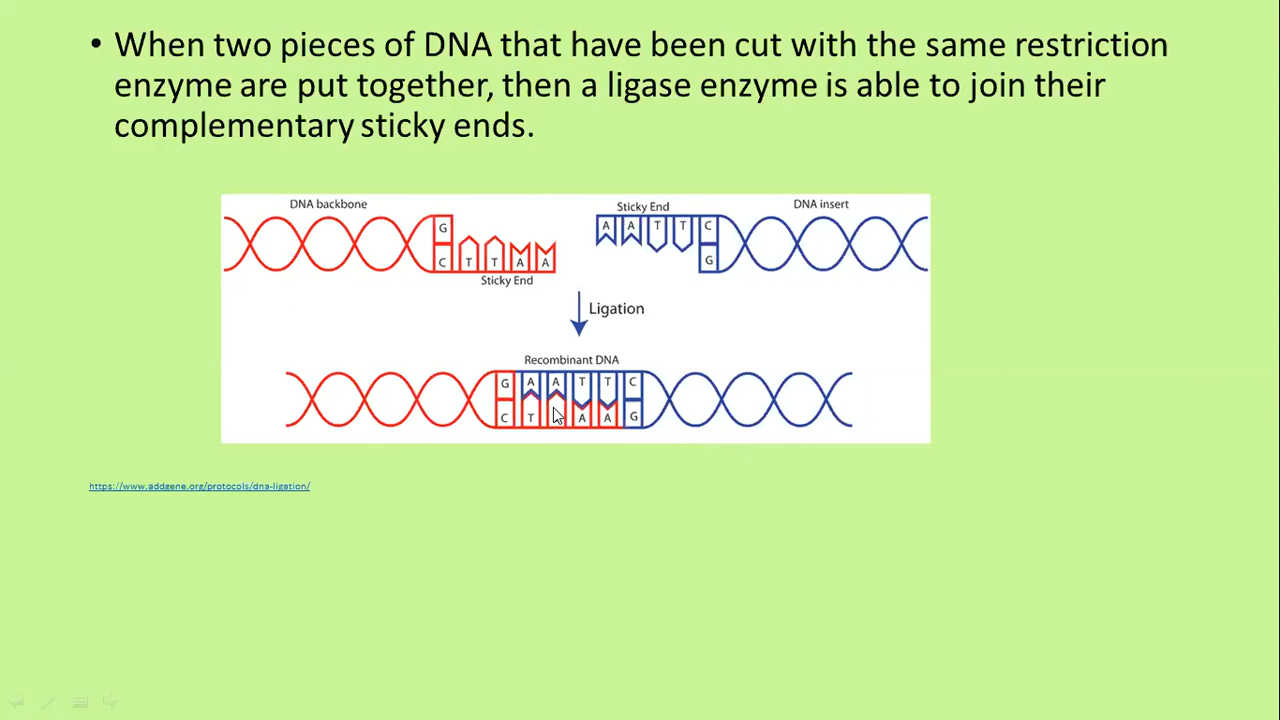 • When two pieces of DNA that have been cut with the same restriction
enzyme are put together, then a ligase enzyme is able to join their
complementary sticky ends.
DNA backbone
Sticky End
DNA insert
G
A A T T C
C T T A A
G
Sticky End
Ligation
Recombinant DNA
G A A T T C
C T A A G
https://www.addgene.org/protocols/dna-ligation/